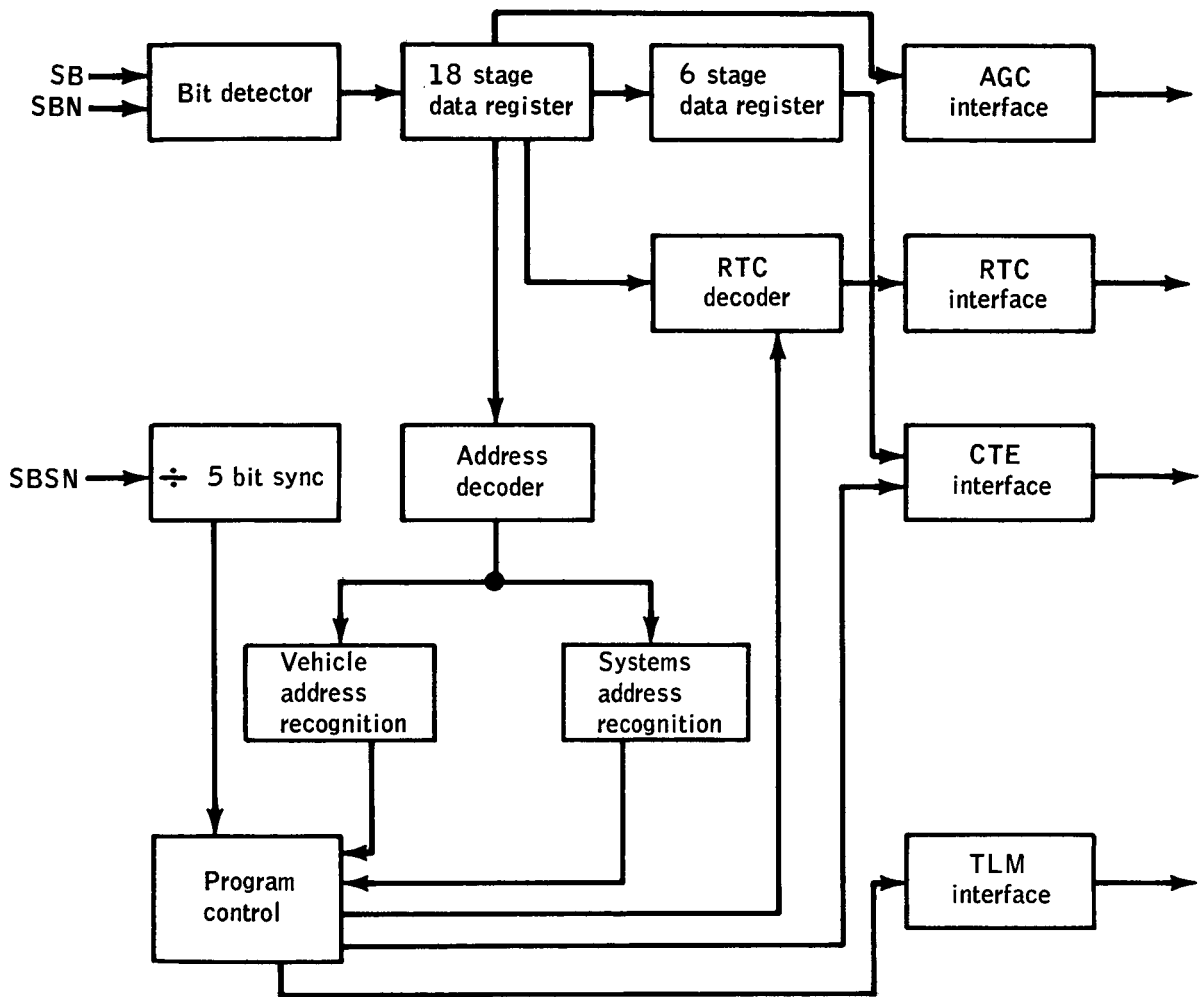 SB
SBN
Bit detector
18 stage
data register
6 stage
data register
AGC
interface
RTC
decoder
RTC
interface
SBSN
÷ 5 bit sync
Address
decoder
CTE
interface
Vehicle
address
recognition
Systems
address
recognition
Program
control
TLM
interface